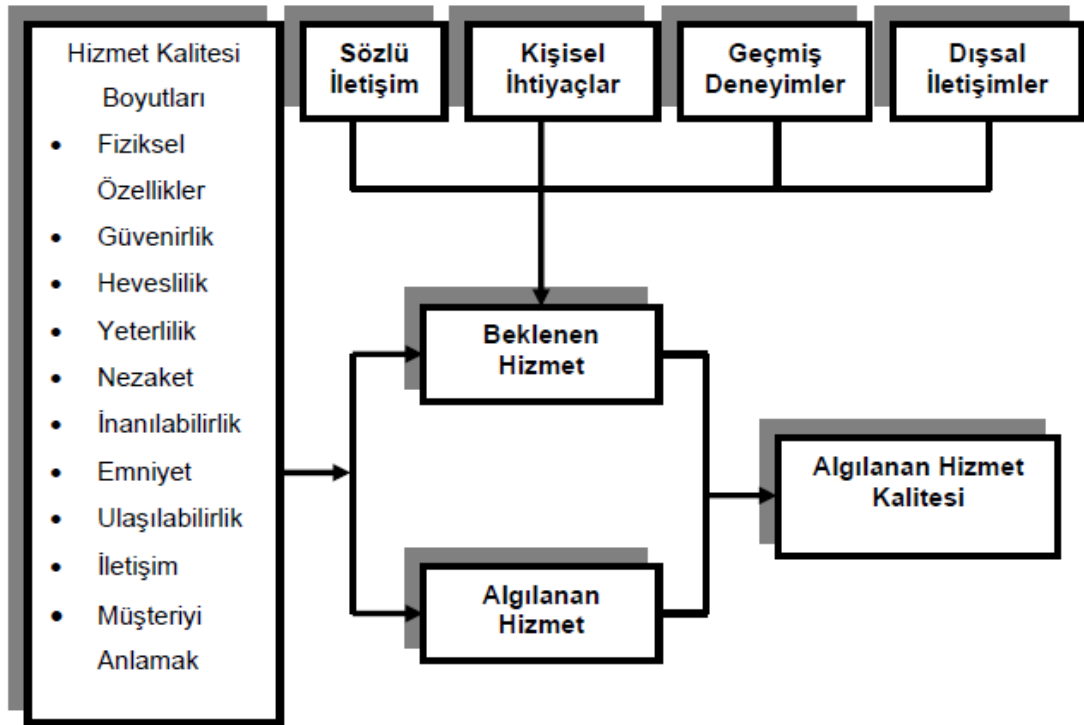 Hizmet Kalitesi
Boyutları
• Fiziksel
Özellikler
• Güvenirlik
• Heveslilik
• Yeterlilik
• Nezaket
• İnanılabilirlik
• Emniyet
• Ulaşılabilirlik
• İletişim
• Müşteriyi
Anlamak
Sözlü
İletişim
Kişisel
İhtiyaçlar
Geçmiş
Deneyimler
Dışsal
İletişimler
Beklenen
Hizmet
Algılanan
Hizmet
Algılanan Hizmet
Kalitesi